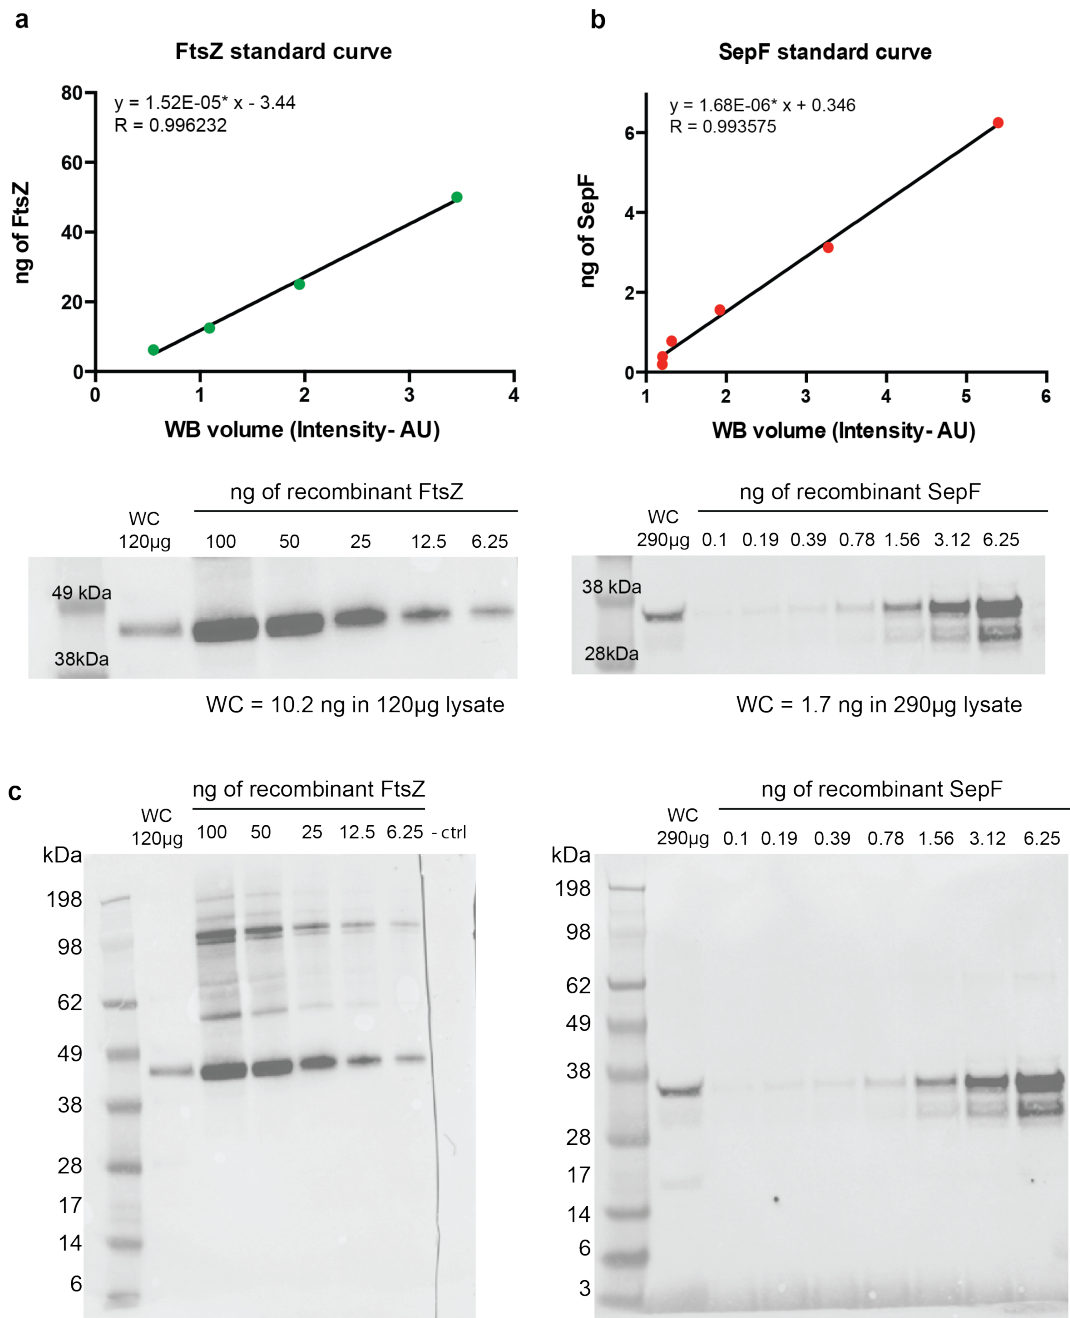 a
FtsZ standard curve
y = 1.52E-05* x - 3.44
R = 0.996232
80
60
40
20
0
ng of FtsZ
0 1 2 3 4
WB volume (Intensity- AU)
ng of recombinant FtsZ
WC
120µg 100 50 25 12.5 6.25
49 kDa
38kDa
WC = 10.2 ng in 120µg lysate
b
SepF standard curve
y = 1.68E-06* x + 0.346
R = 0.993575
6
4
2
0
ng of SepF
1 2 3 4 5 6
WB volume (Intensity- AU)
ng of recombinant SepF
WC
290µg 0.1 0.19 0.39 0.78 1.56 3.12 6.25
38 kDa
28kDa
WC = 1.7 ng in 290µg lysate
c
ng of recombinant FtsZ
WC
120µg 100 50 25 12.5 6.25 - ctrl
kDa
198
98
62
49
38
28
17
14
6
ng of recombinant SepF
WC
290µg 0.1 0.19 0.39 0.78 1.56 3.12 6.25
kDa
198
98
62
49
38
28
17
14
6
3